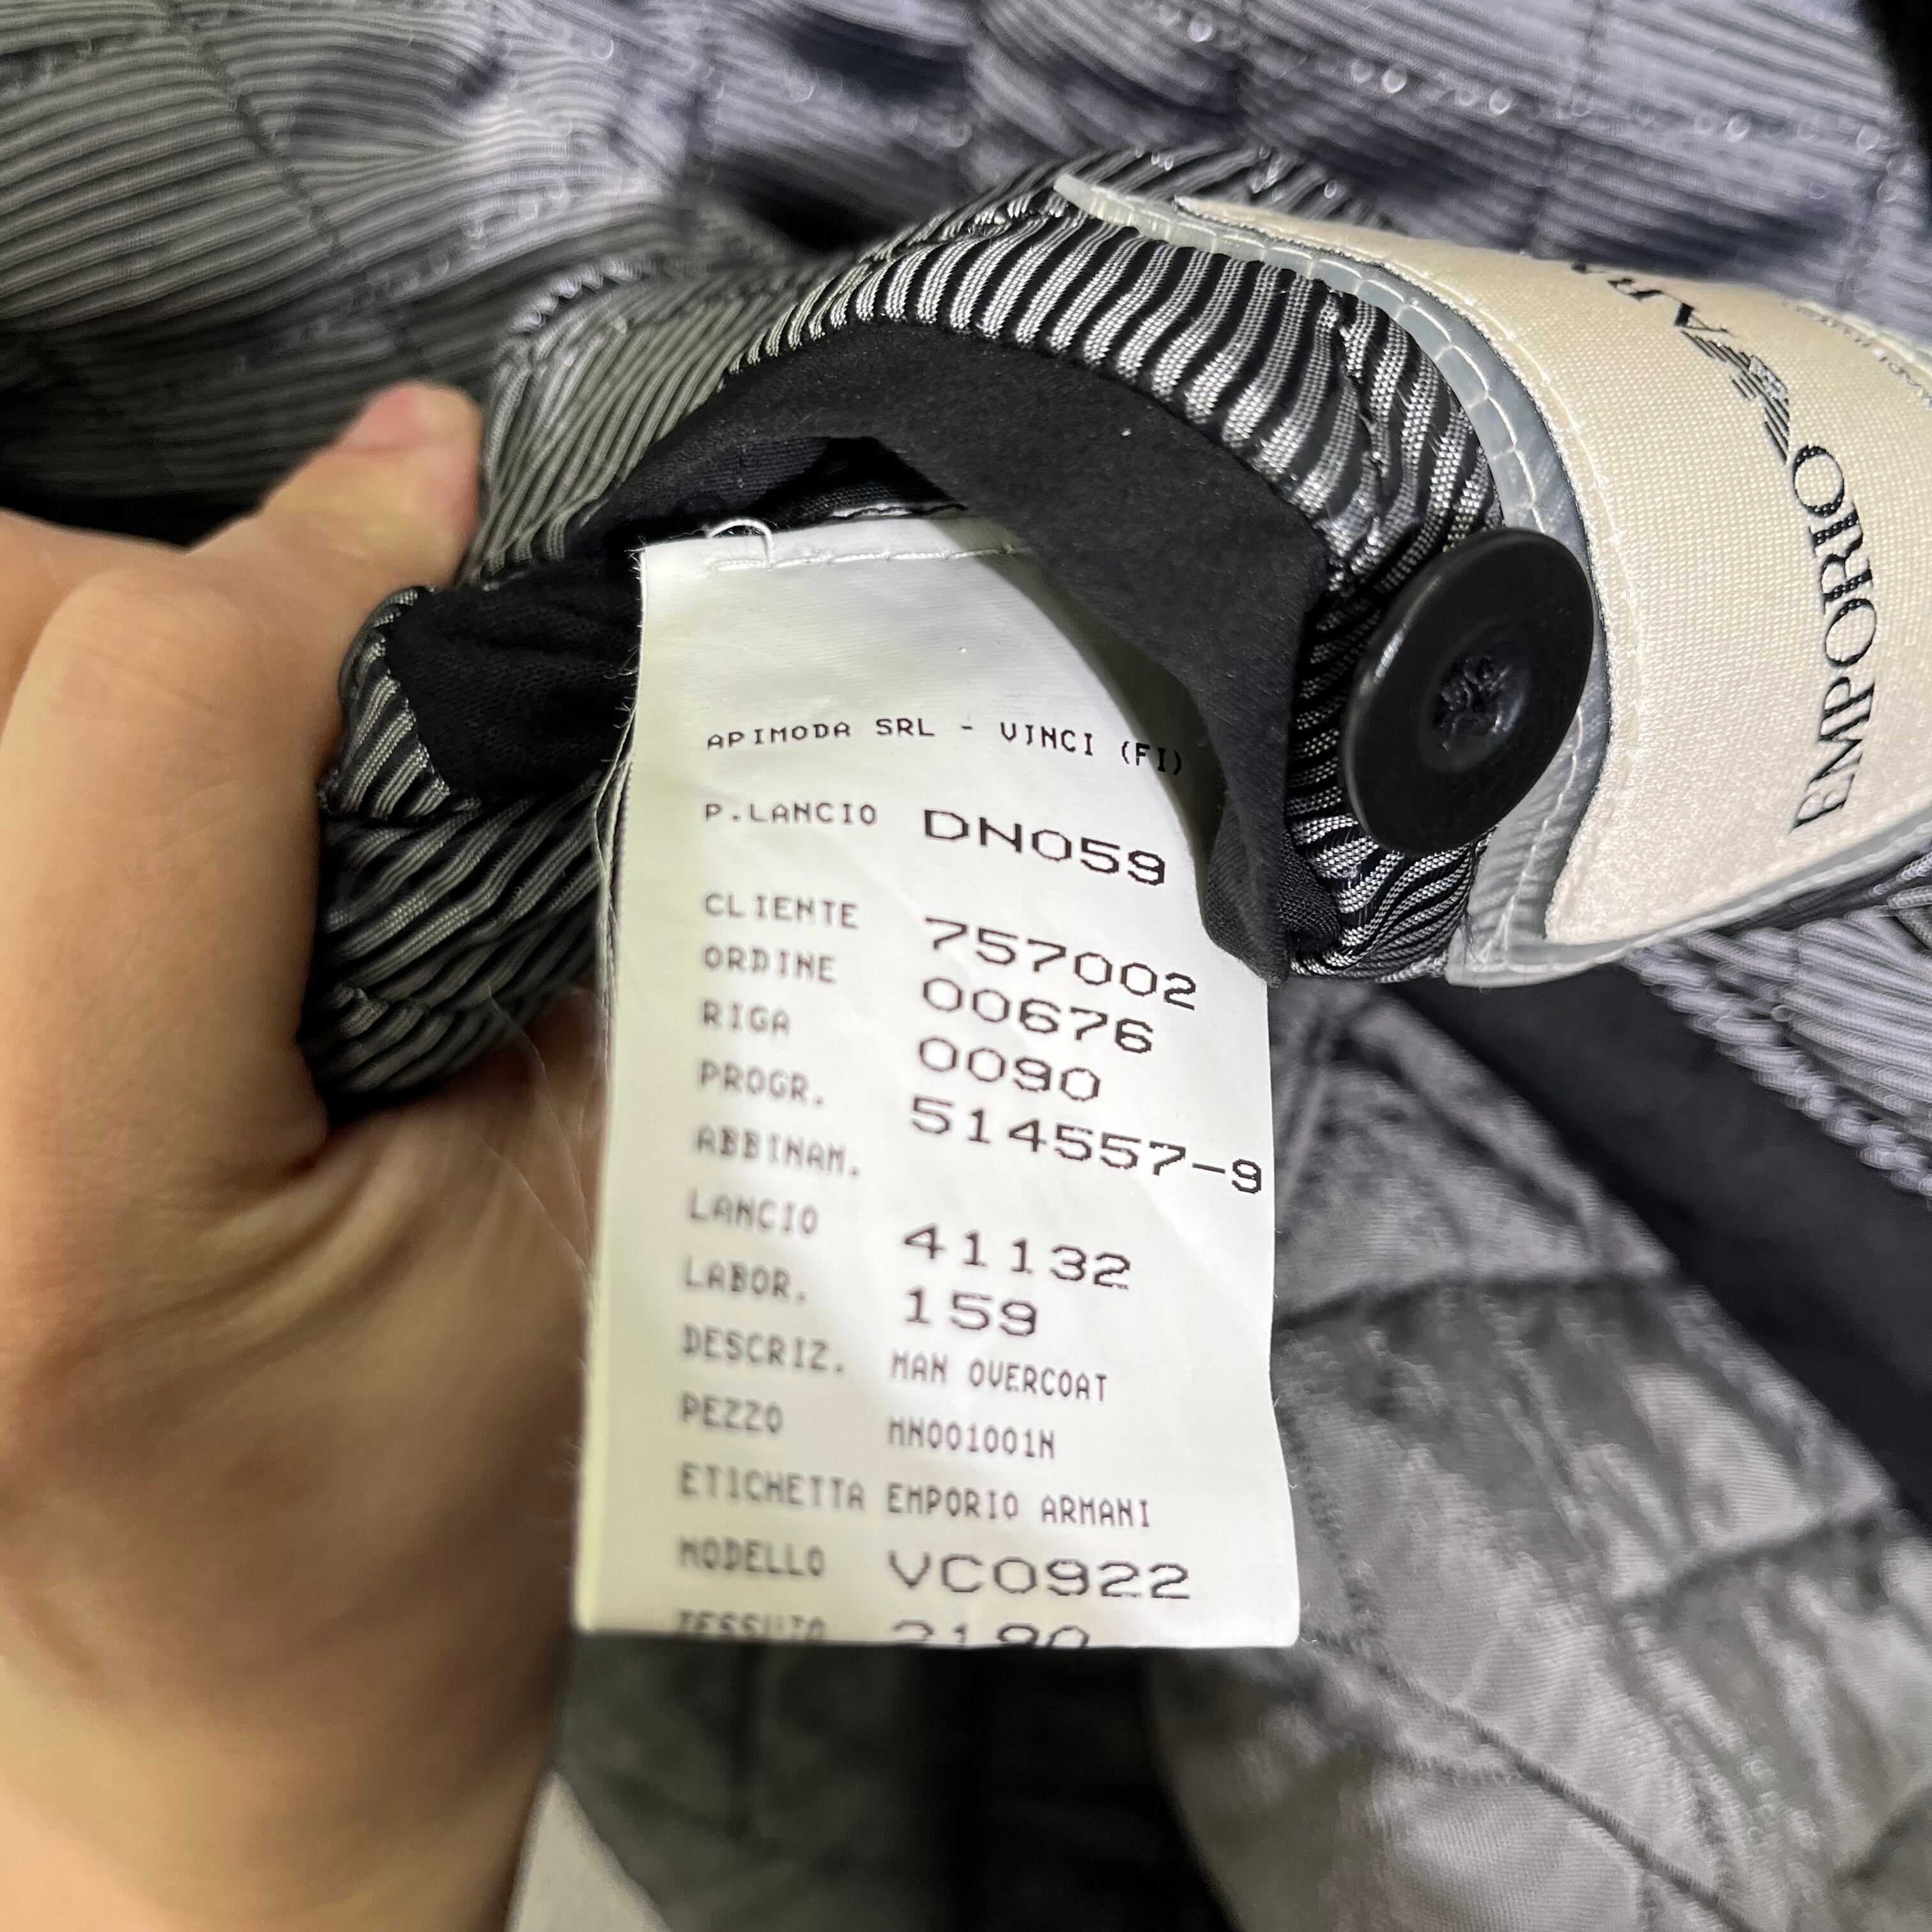 APIMODA SRL - VINCI (FI)
P.LANCIO DN059
CLIENTE 757002
ORDINE 00676
RIGA 0090
PROGR. 514557-9
ABBINAM.
LANCIO 41132
LABOR. 159
DESCRIZ. MAN OVERCOAT
PEZZO MN001001N
ETICHETTA EMPORIO ARMANI
MODELLO VC0922
TESSUTO
EMPORIO